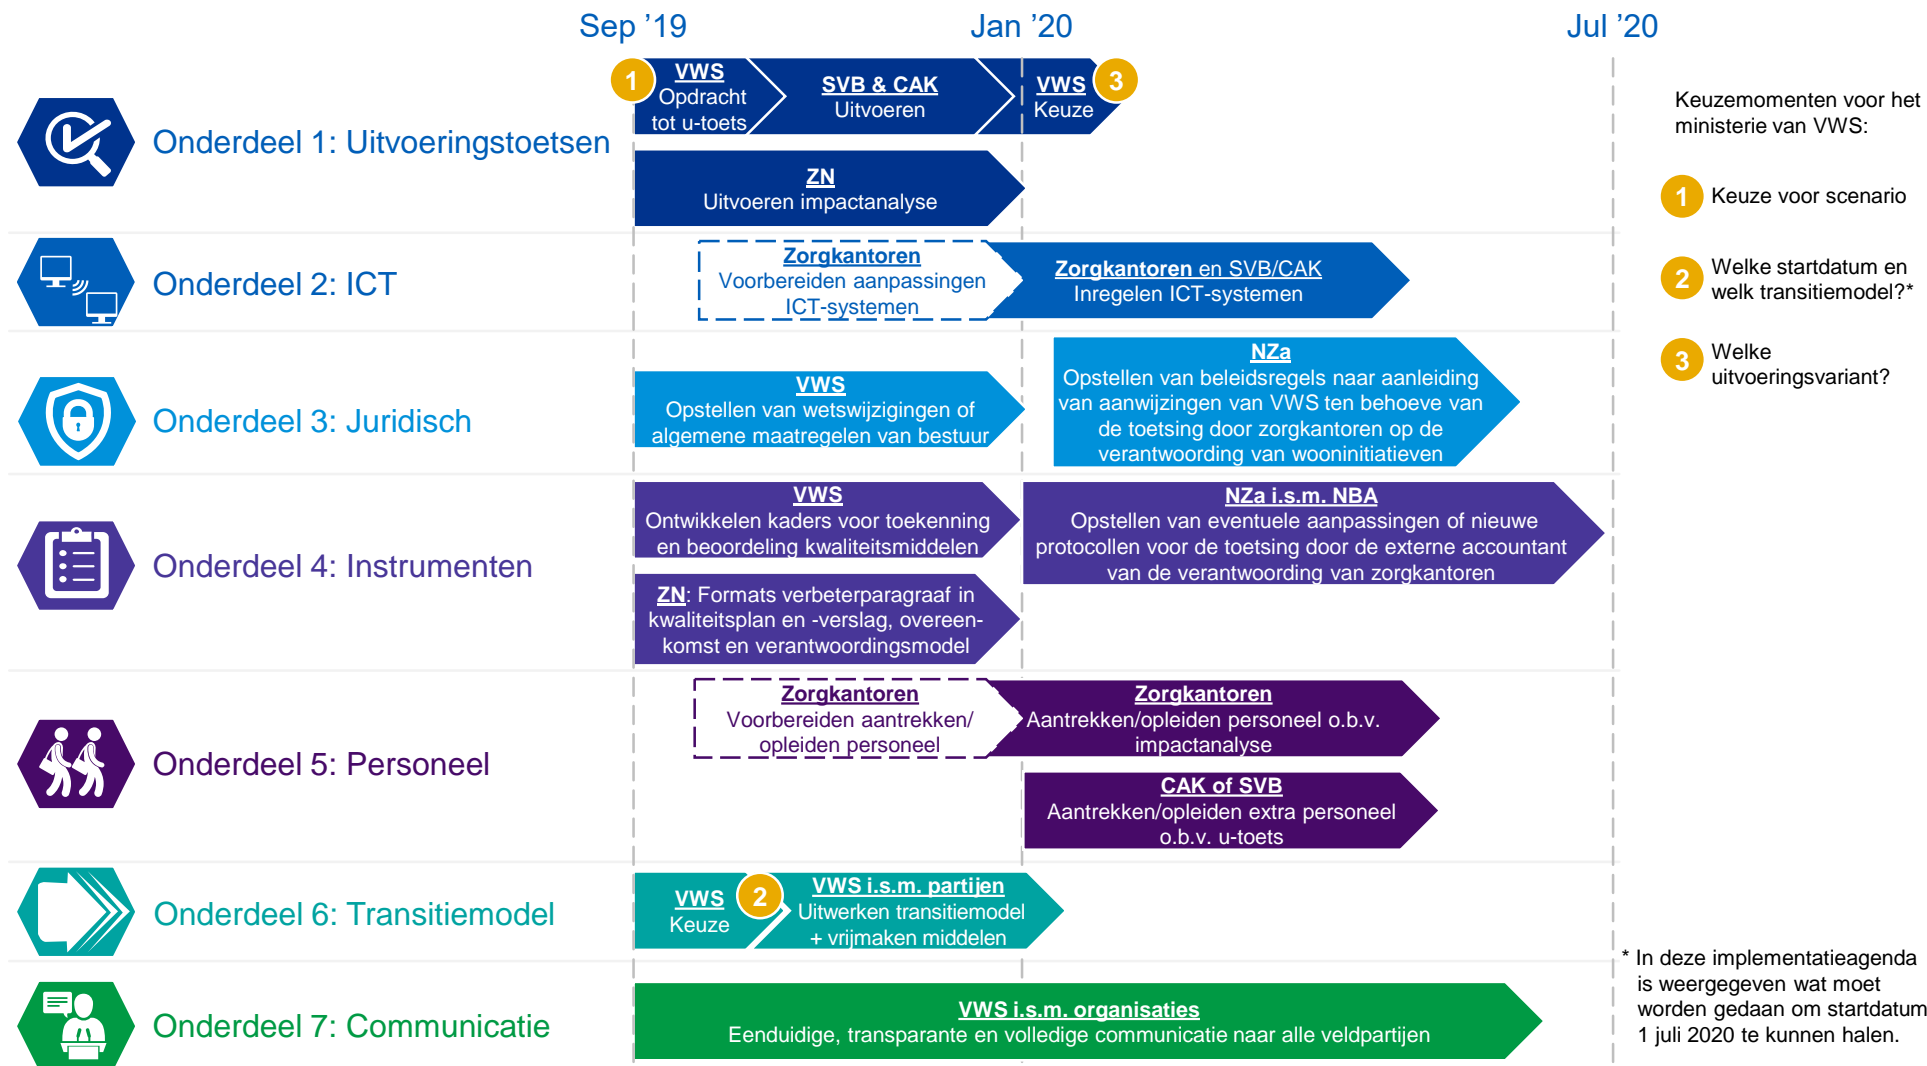 Sep ’19
Jan ’20
Jul ’20
Onderdeel 1: Uitvoeringstoetsen
1
VWS
Opdracht
tot u-toets
SVB & CAK
Uitvoeren
VWS
Keuze
3
ZN
Uitvoeren impactanalyse
Onderdeel 2: ICT
Zorgkantoren
Voorbereiden aanpassingen
ICT-systemen
Zorgkantoren en SVB/CAK
Inregelen ICT-systemen
Onderdeel 3: Juridisch
VWS
Opstellen van wetswijzigingen of
algemene maatregelen van bestuur
NZa
Opstellen van beleidsregels naar aanleiding
van aanwijzingen van VWS ten behoeve van
de toetsing door zorgkantoren op de
verantwoording van wooninitiatieven
Onderdeel 4: Instrumenten
VWS
Ontwikkelen kaders voor toekenning
en beoordeling kwaliteitsmiddelen
NZa i.s.m. NBA
Opstellen van eventuele aanpassingen of nieuwe
protocollen voor de toetsing door de externe accountant
van de verantwoording van zorgkantoren
ZN: Formats verbeterparagraaf in
kwaliteitsplan en -verslag, overeen-
komst en verantwoordingsmodel
Onderdeel 5: Personeel
Zorgkantoren
Voorbereiden aantrekken/
opleiden personeel
Zorgkantoren
Aantrekken/opleiden personeel o.b.v.
impactanalyse
CAK of SVB
Aantrekken/opleiden extra personeel
o.b.v. u-toets
Onderdeel 6: Transitiemodel
VWS
Keuze
2
VWS i.s.m. partijen
Uitwerken transitiemodel
+ vrijmaken middelen
Onderdeel 7: Communicatie
VWS i.s.m. organisaties
Eenduidige, transparante en volledige communicatie naar alle veldpartijen
Keuzemomenten voor het
ministerie van VWS:
1 Keuze voor scenario
2 Welke startdatum en
welk transitiemodel?*
3 Welke
uitvoeringsvariant?
* In deze implementatieagenda
is weergegeven wat moet
worden gedaan om startdatum
1 juli 2020 te kunnen halen.